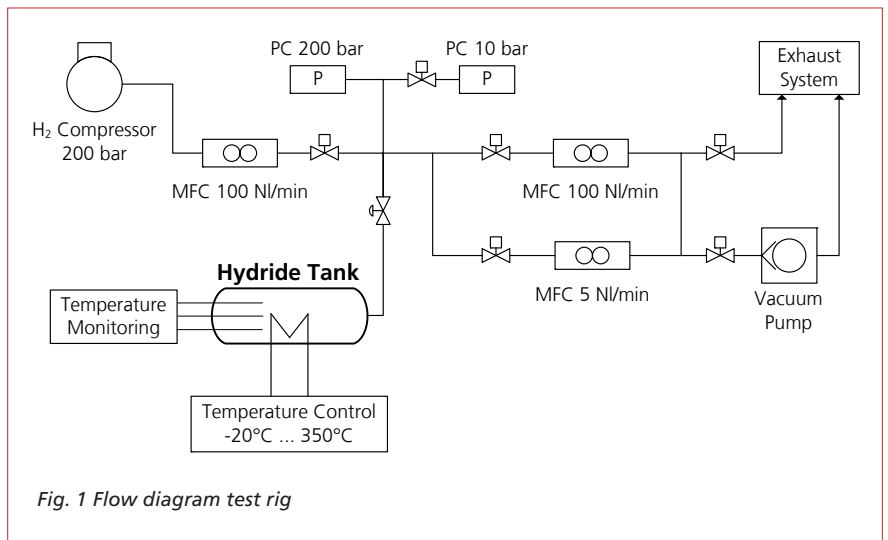 PC 200 bar
PC 10 bar
P
P
Exhaust
System
H₂ Compressor
200 bar
MFC 100 Nl/min
MFC 100 Nl/min
Hydride Tank
MFC 5 Nl/min
Vacuum
Pump
Temperature
Monitoring
Temperature Control
-20°C ... 350°C
Fig. 1 Flow diagram test rig